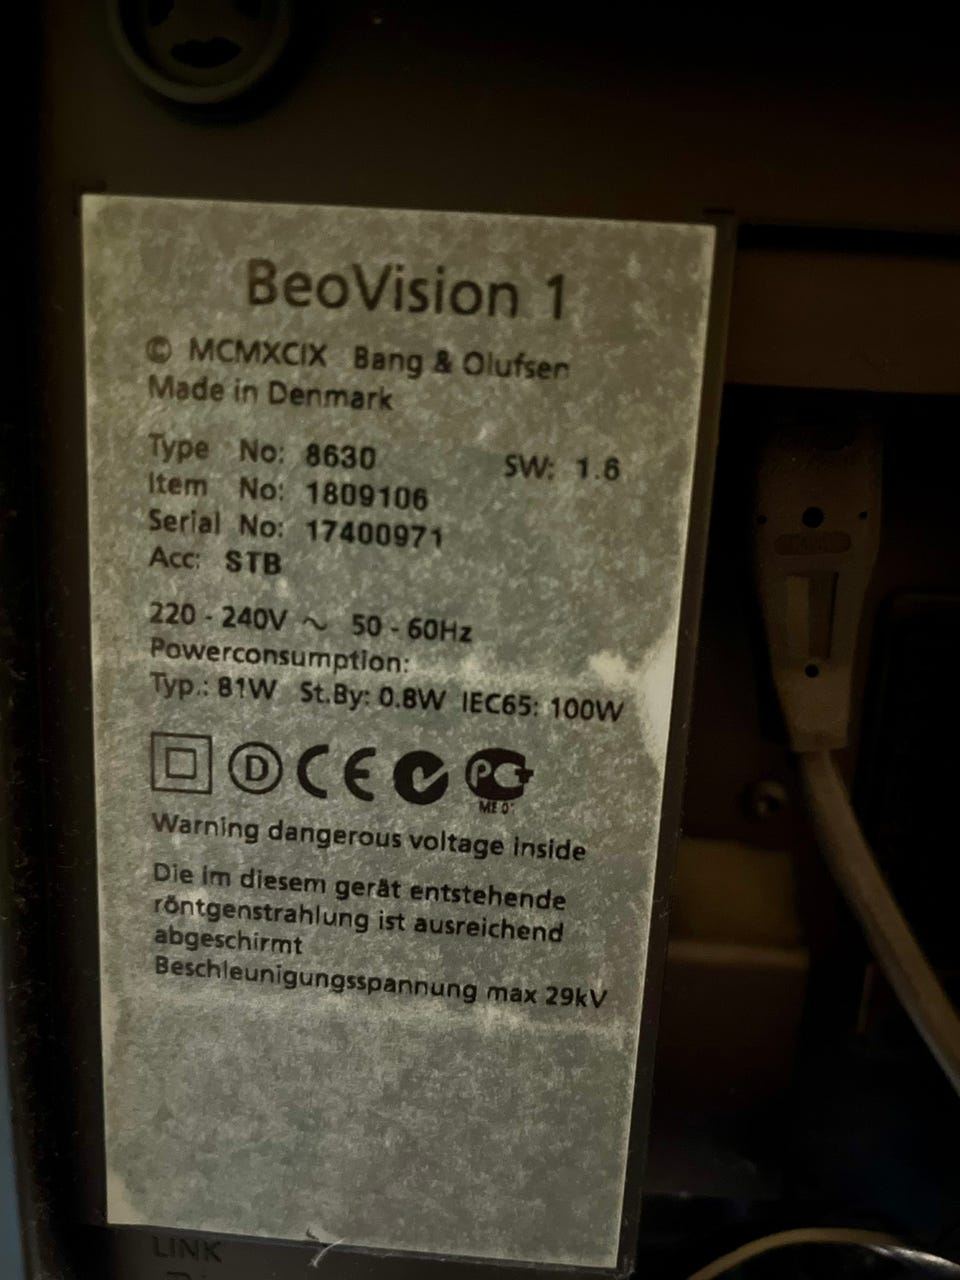 BeoVision 1
© MCMXCIX Bang & Olufsen
Made in Denmark
Type No: 8630 SW: 1.6
Item No: 1809106
Serial No: 17400971
Acc: STB
220 - 240V ~ 50 - 60Hz
Powerconsumption:
Typ.: 81W St.By: 0.8W IEC65: 100W
D CE
Warning dangerous voltage inside
Die im diesem gerät entstehende
röntgenstrahlung ist ausreichend
abgeschirmt
Beschleunigungsspannung max 29kV
LINK